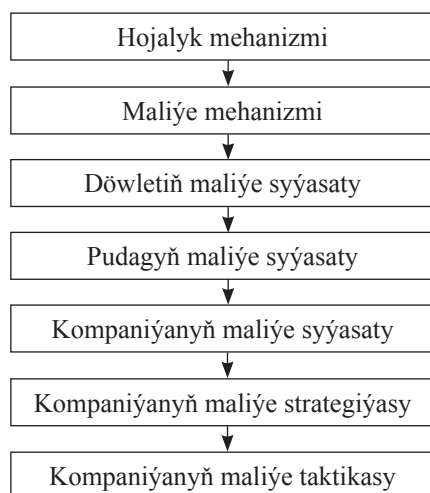 Hojalyk mehanizmi
Maliýe mehanizmi
Döwletiň maliýe syýasaty
Pudagyň maliýe syýasaty
Kompaniýanyň maliýe syýasaty
Kompaniýanyň maliýe strategiýasy
Kompaniýanyň maliýe taktikasy